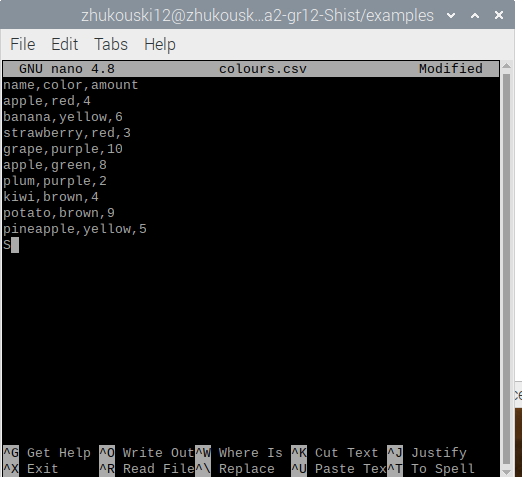 zhukouski12@zhukousk...a2-gr12-Shist/examples
File Edit Tabs Help
GNU nano 4.8 colours.csv Modified
name,color,amount
apple,red,4
banana,yellow,6
strawberry,red,3
grape,purple,10
apple,green,8
plum,purple,2
kiwi,brown,4
potato,brown,9
pineapple,yellow,5
S
^G Get Help ^O Write Out ^W Where Is ^K Cut Text ^J Justify
^X Exit ^R Read File ^\ Replace ^U Paste Tex ^T To Spell